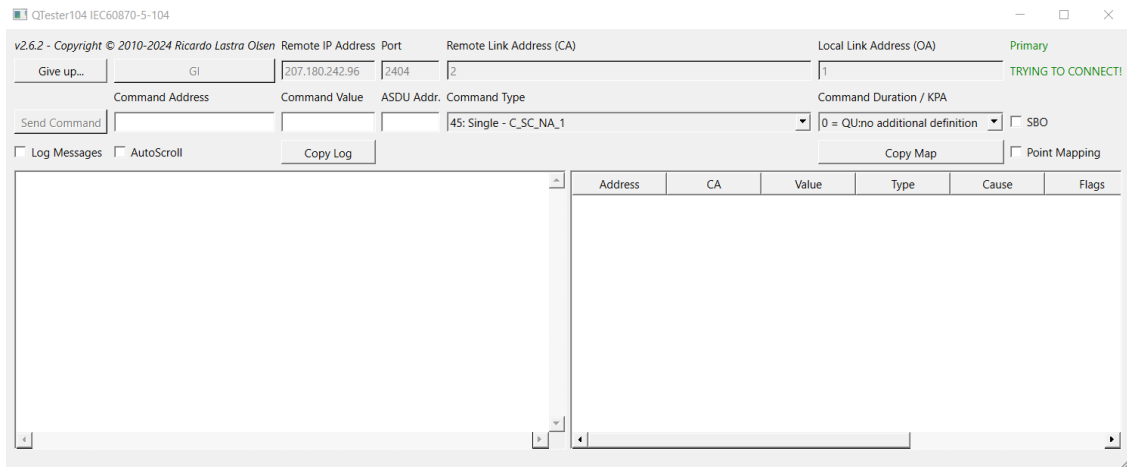 QTester104 IEC60870-5-104
v2.6.2 - Copyright © 2010-2024 Ricardo Lastra Olsen Remote IP Address Port Remote Link Address (CA) Local Link Address (OA) Primary
Give up... GI 207.180.242.96 2404 2 1 TRYING TO CONNECT!
Command Address Command Value ASDU Addr. Command Type Command Duration / KPA
Send Command 45: Single - C_SC_NA_1 0 = QU:no additional definition SBO
Log Messages AutoScroll Copy Log Copy Map Point Mapping
Address CA Value Type Cause Flags